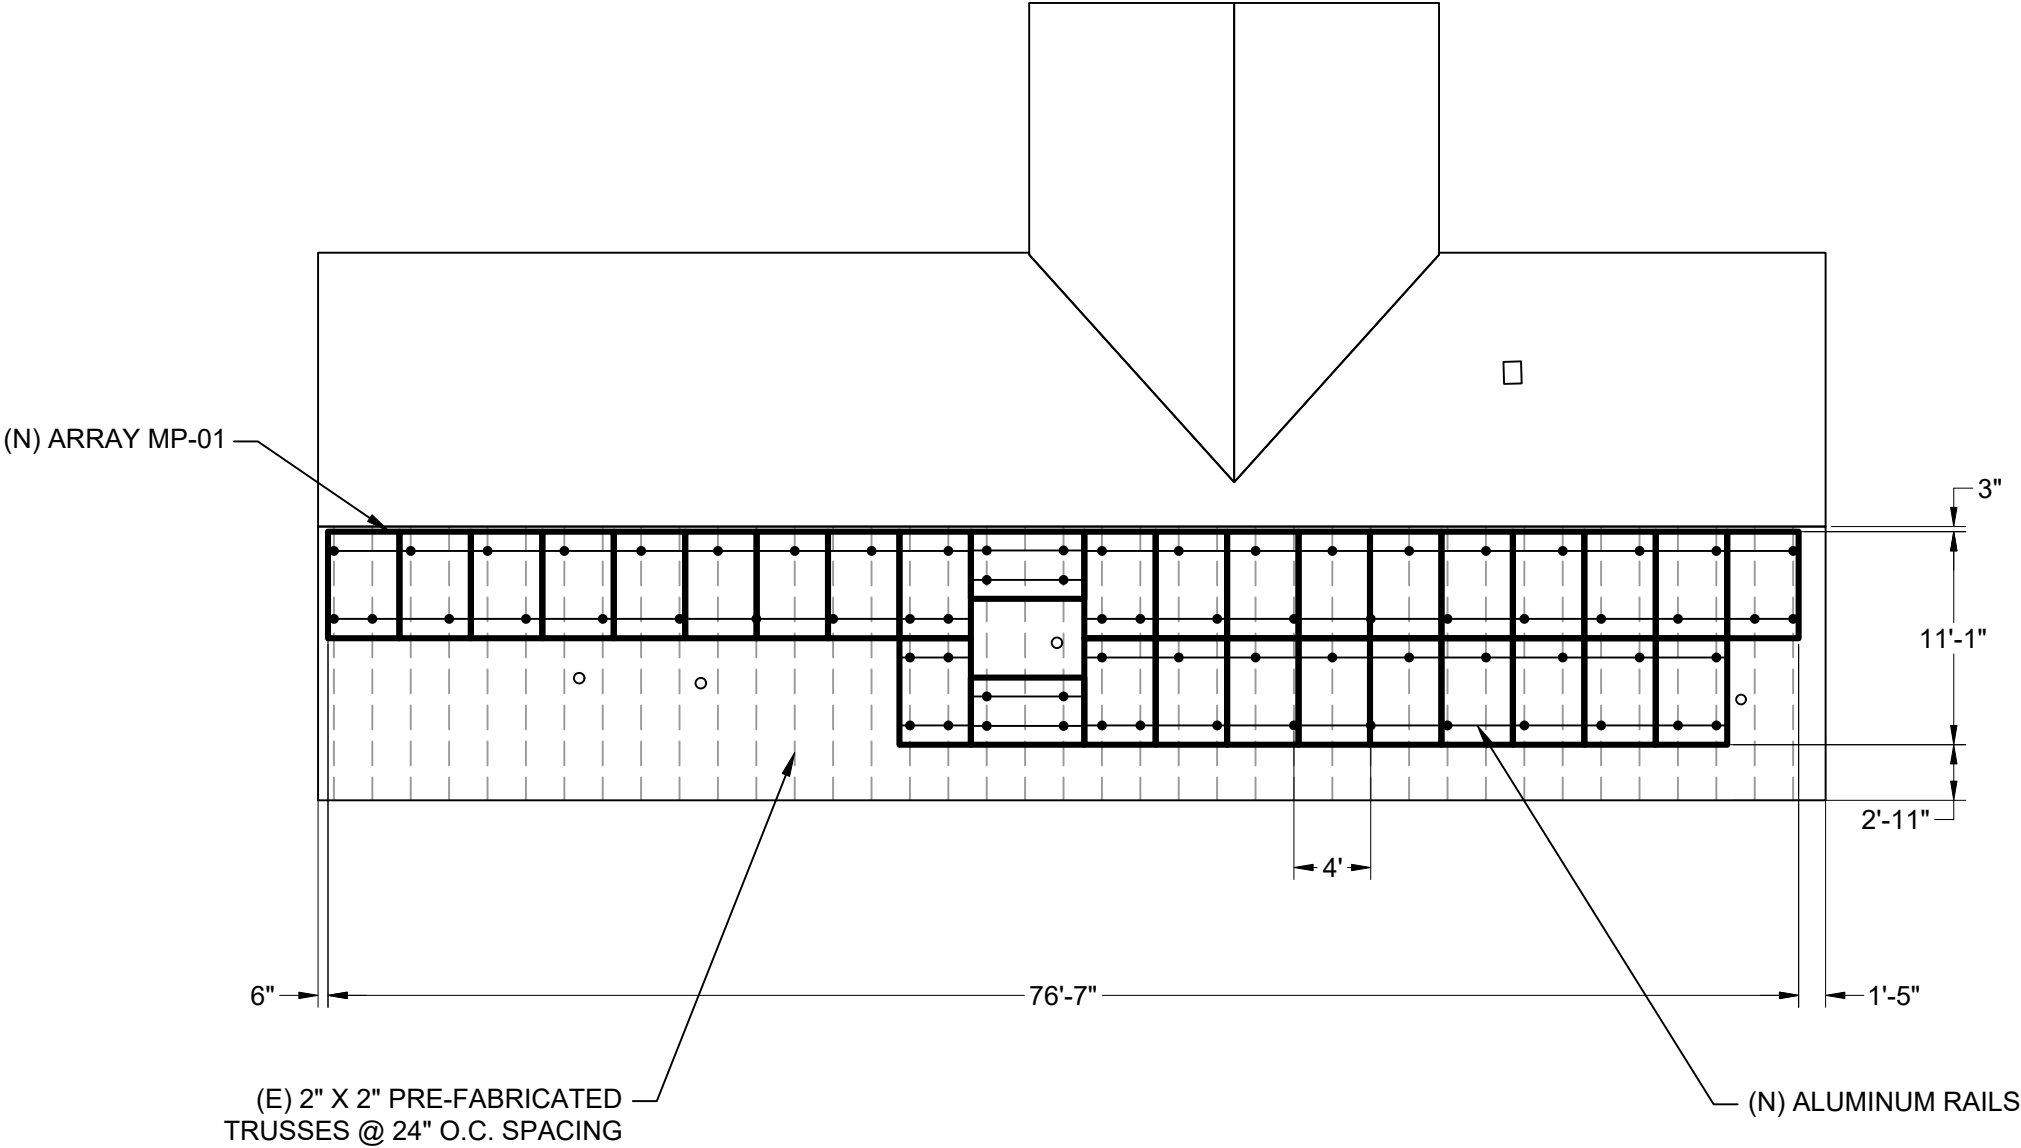 (N) ARRAY MP-01
3"
11'-1"
2'-11"
4'
6"
76'-7"
1'-5"
(E) 2" X 2" PRE-FABRICATED
TRUSSES @ 24" O.C. SPACING
(N) ALUMINUM RAILS